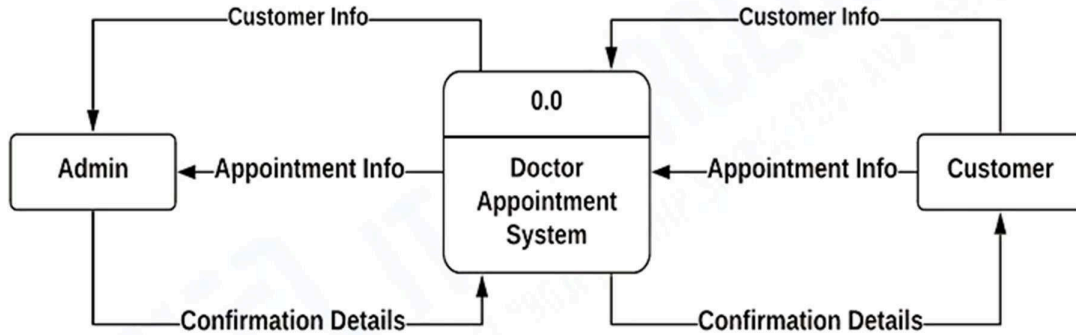 Customer Info
Customer Info
0.0
Admin
Appointment Info
Doctor
Appointment
System
Appointment Info
Customer
Confirmation Details
Confirmation Details